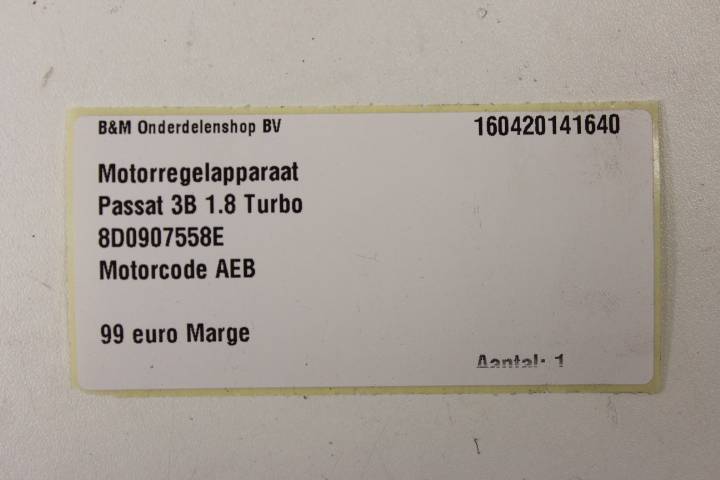 B&M Onderdelenshop BV 160420141640
Motorregelapparaat
Passat 3B 1.8 Turbo
8D0907558E
Motorcode AEB
99 euro Marge
Aantal: 1